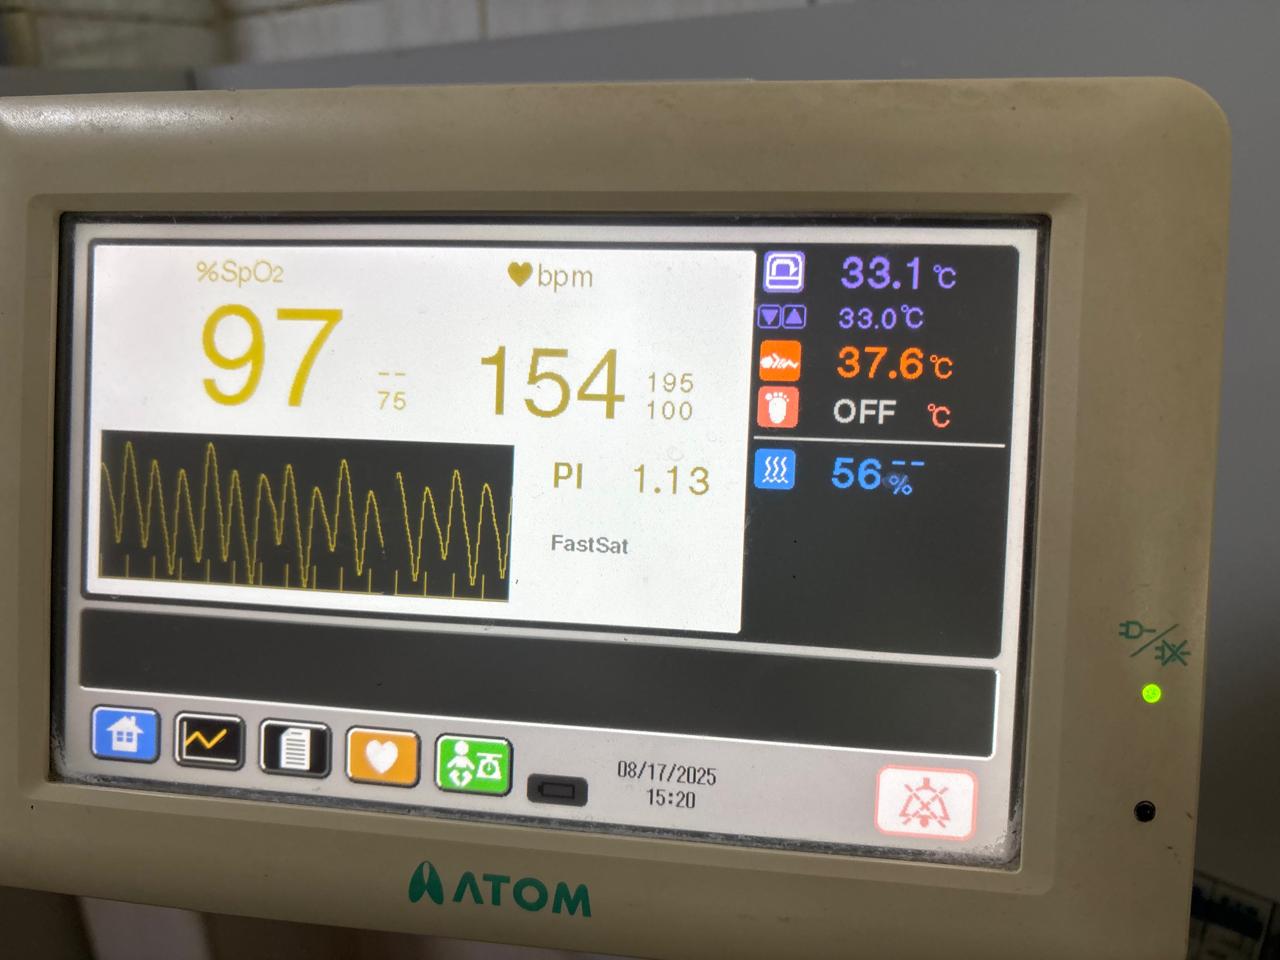 %SpO2
97
--
75
bpm
154
195
100
PI 1.13
FastSat
33.1 ℃
33.0℃
37.6℃
OFF ℃
56 --
%
08/17/2025
15:20
ATOM